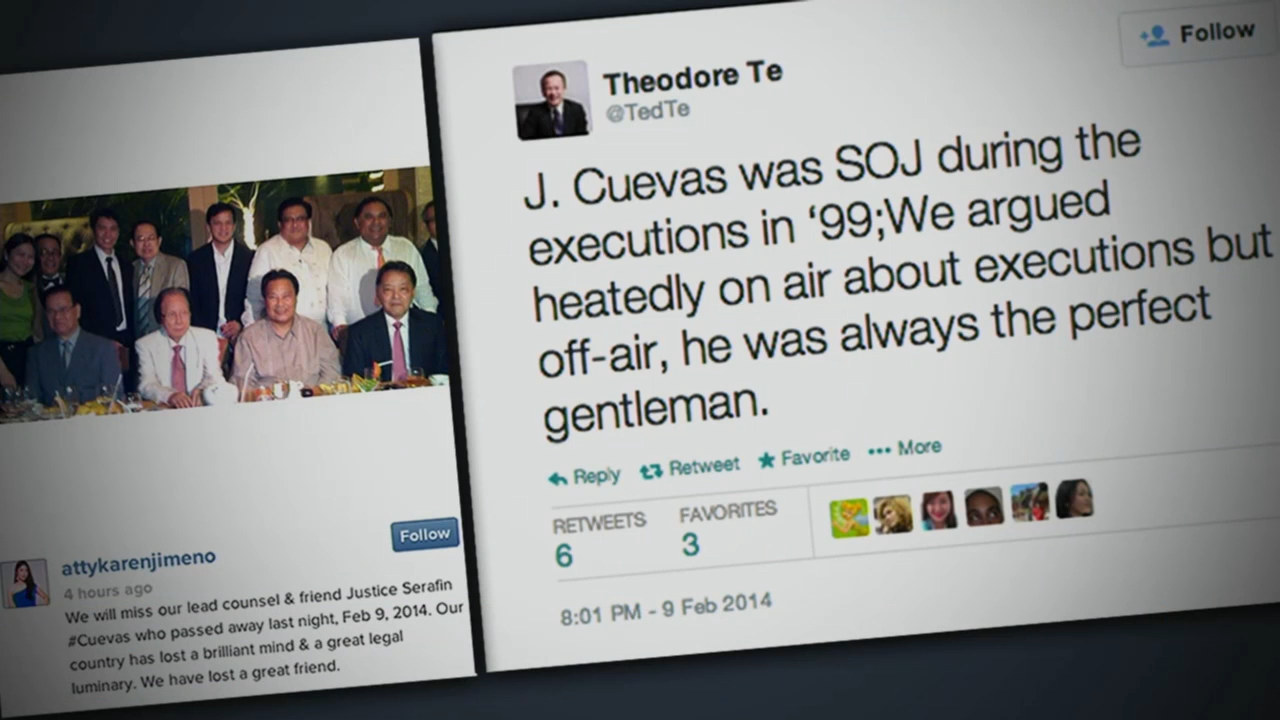 attykarenjimeno
Follow
4 hours ago
We will miss our lead counsel & friend Justice Serafin
#Cuevas who passed away last night, Feb 9, 2014. Our
country has lost a brilliant mind & a great legal
luminary. We have lost a great friend.
Theodore Te
@TedTe
Follow
J. Cuevas was SOJ during the
executions in ‘99;We argued
heatedly on air about executions but
off-air, he was always the perfect
gentleman.
Reply Retweet Favorite More
RETWEETS FAVORITES
6 3
8:01 PM - 9 Feb 2014